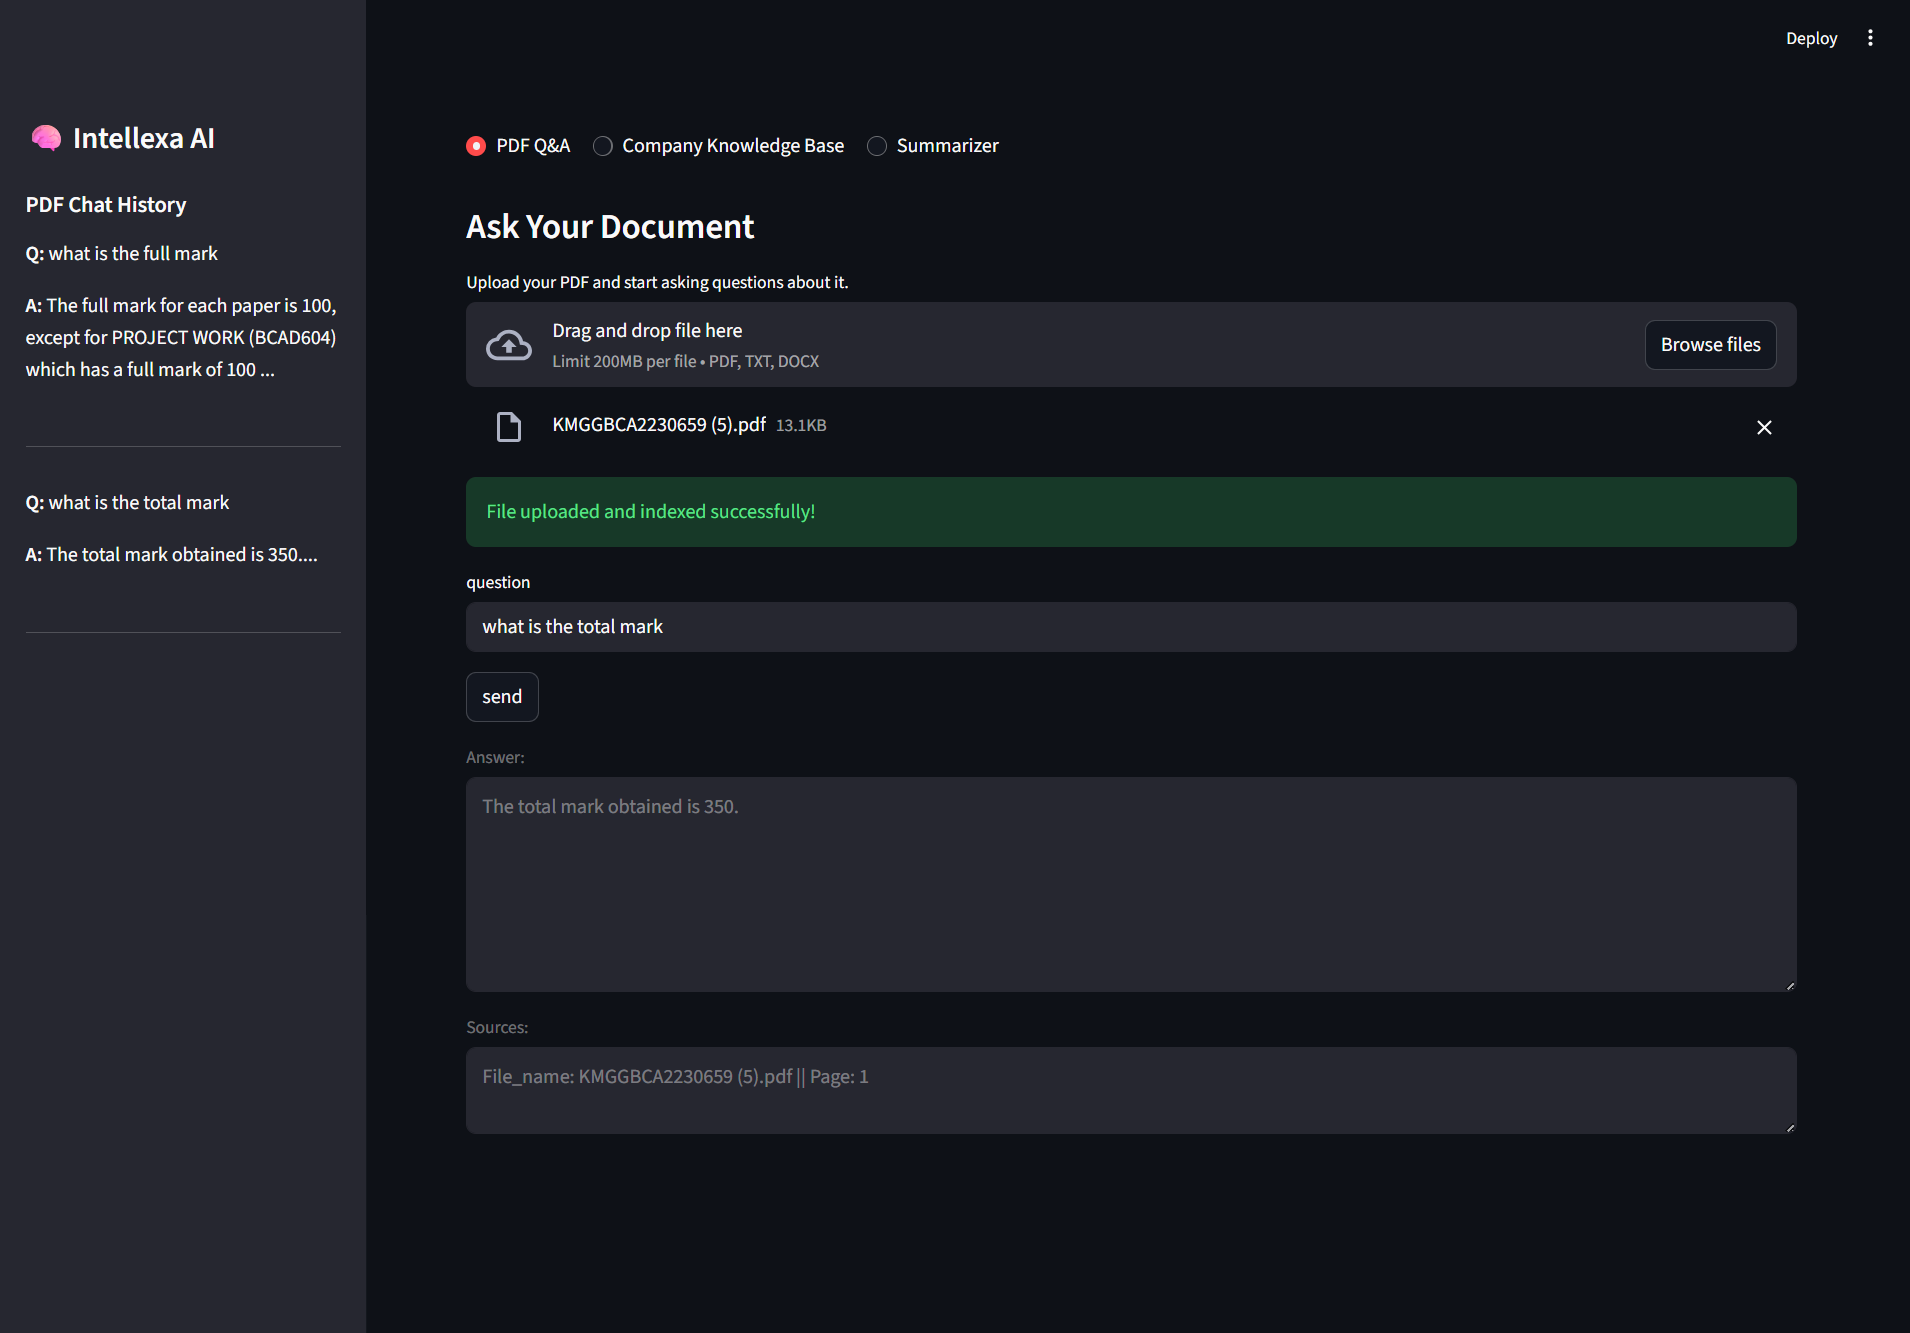 Deploy
Intellexa AI
PDF Chat History
Q: what is the full mark
A: The full mark for each paper is 100,
except for PROJECT WORK (BCAD604)
which has a full mark of 100 ...
Q: what is the total mark
A: The total mark obtained is 350....
PDF Q&A Company Knowledge Base Summarizer
Ask Your Document
Upload your PDF and start asking questions about it.
Drag and drop file here
Limit 200MB per file • PDF, TXT, DOCX
Browse files
KMGGBCA2230659 (5).pdf 13.1KB
File uploaded and indexed successfully!
question
what is the total mark
send
Answer:
The total mark obtained is 350.
Sources:
File_name: KMGGBCA2230659 (5).pdf || Page: 1